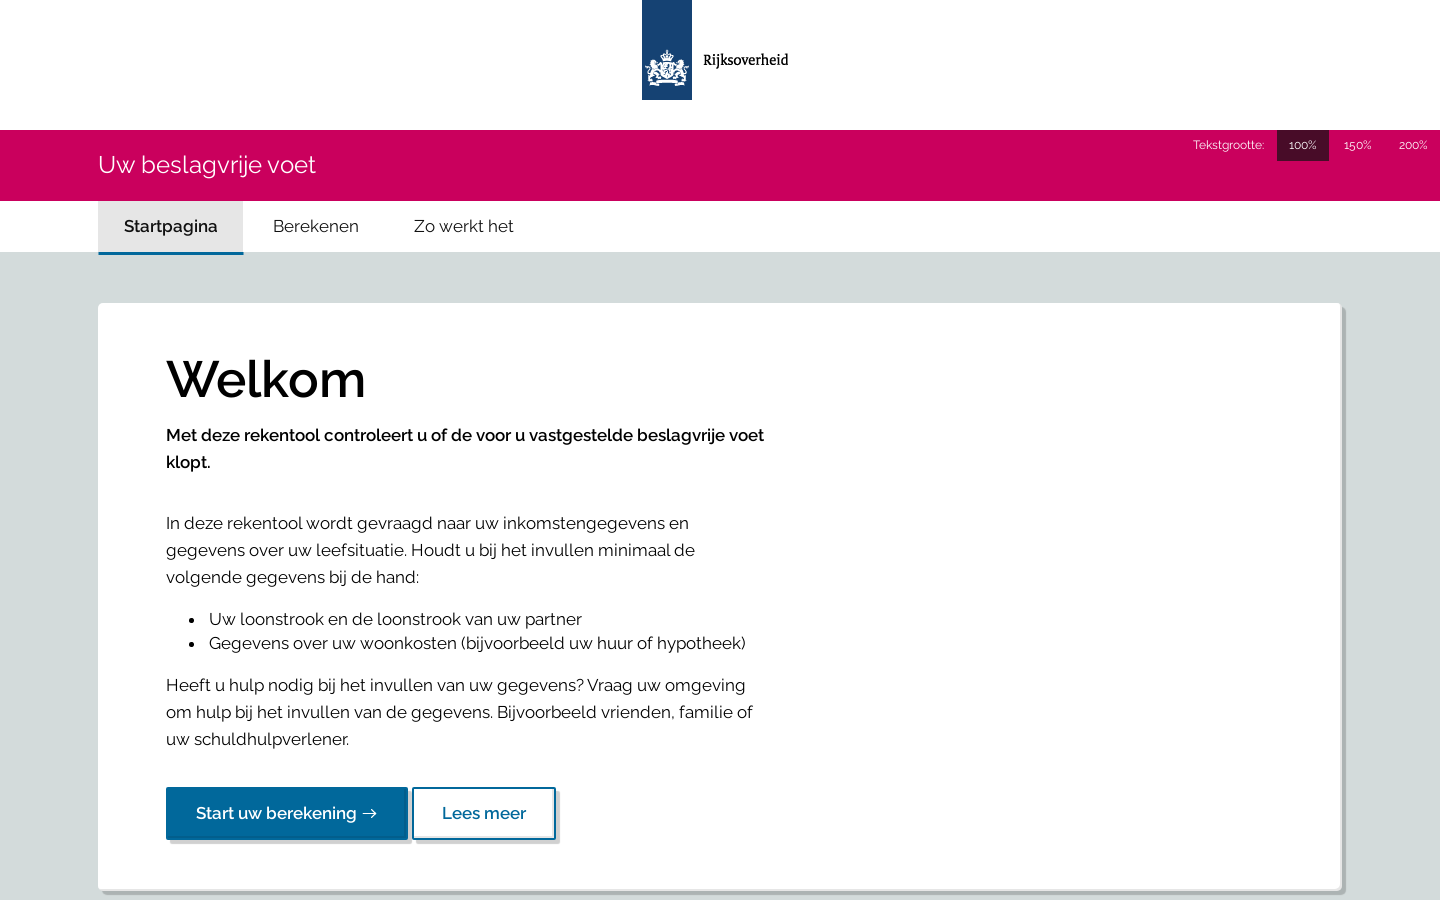 Rijksoverheid
Uw beslagvrije voet
Tekstgrootte: 100% 150% 200%
Startpagina Berekenen Zo werkt het
Welkom
Met deze rekentool controleert u of de voor u vastgestelde beslagvrije voet
klopt.
In deze rekentool wordt gevraagd naar uw inkomstengegevens en
gegevens over uw leefsituatie. Houdt u bij het invullen minimaal de
volgende gegevens bij de hand:
• Uw loonstrook en de loonstrook van uw partner
• Gegevens over uw woonkosten (bijvoorbeeld uw huur of hypotheek)
Heeft u hulp nodig bij het invullen van uw gegevens? Vraag uw omgeving
om hulp bij het invullen van de gegevens. Bijvoorbeeld vrienden, familie of
uw schuldhulpverlener.
Start uw berekening → Lees meer